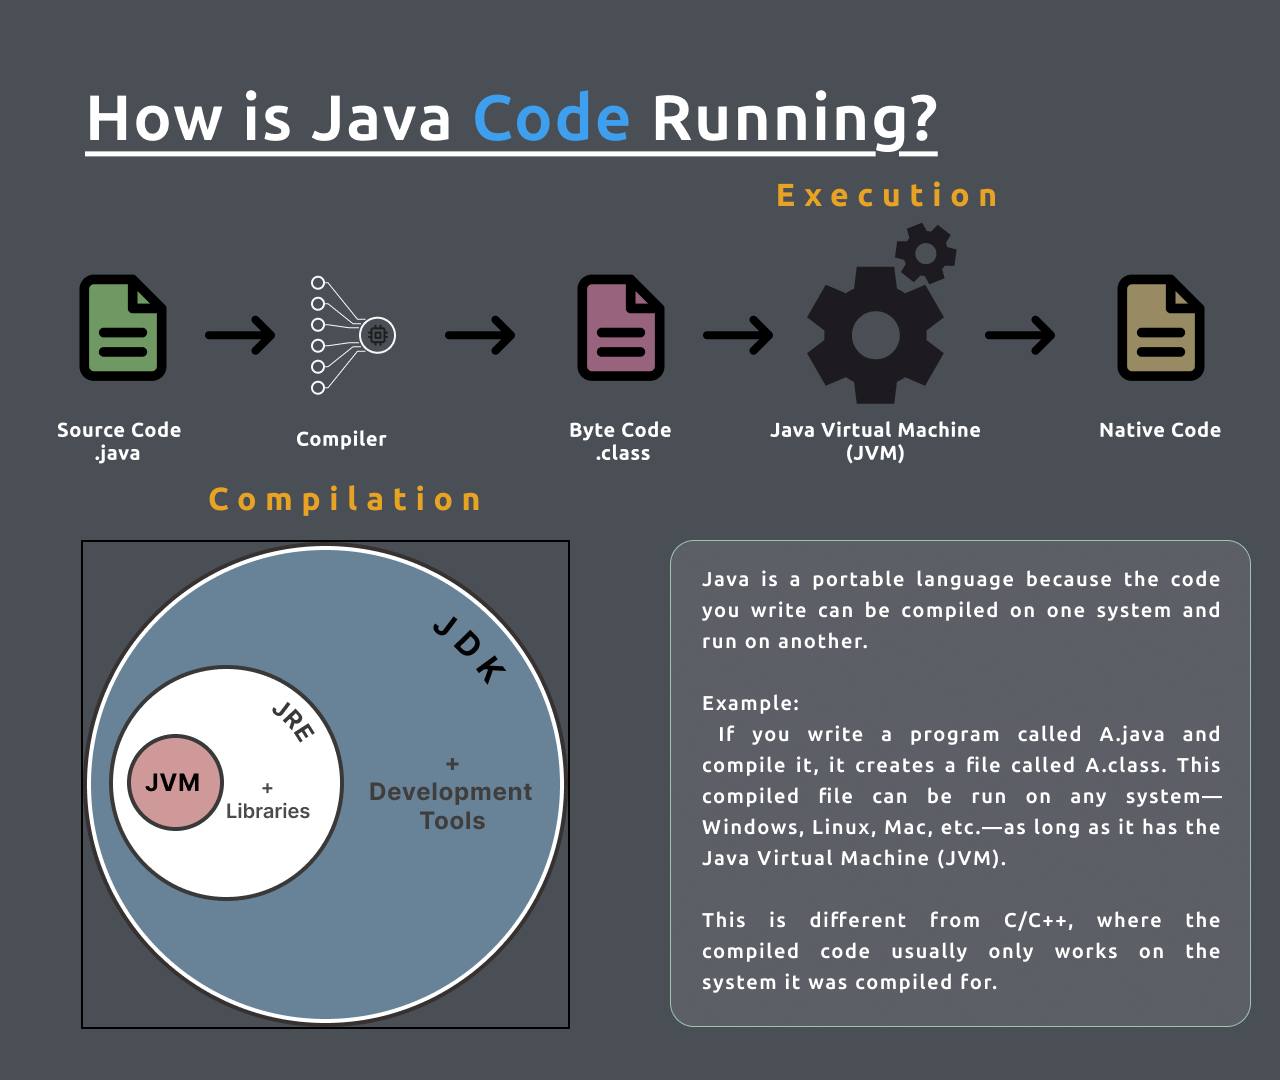 How is Java Code Running?
Execution
Source Code
.java
Compiler
Byte Code
.class
Java Virtual Machine
(JVM)
Native Code
Compilation
JDK
JRE
JVM
+
Libraries
+
Development
Tools
Java is a portable language because the code
you write can be compiled on one system and
run on another.
Example:
If you write a program called A.java and
compile it, it creates a file called A.class. This
compiled file can be run on any system—
Windows, Linux, Mac, etc.—as long as it has the
Java Virtual Machine (JVM).
This is different from C/C++, where the
compiled code usually only works on the
system it was compiled for.